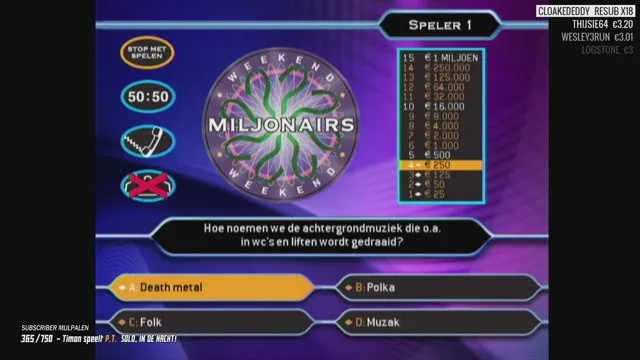 CLOAKEDEDDY RESUB X18
THIJSIE64 €3.20
WESLEY3RUN €3.01
LOGSTONE €3
SPELER 1
STOP MET
SPELEN
50:50
WEEKEND
MILJONAIRS
WEEKEND
15 € 1 MILJOEN
14 € 250.000
13 € 125.000
12 € 64.000
11 € 32.000
10 € 16.000
9 € 8.000
8 € 4.000
7 € 2.000
6 € 1.000
5 € 500
4 € 250
3 € 125
2 € 50
1 € 25
Hoe noemen we de achtergrondmuziek die o.a.
in wc's en liften wordt gedraaid?
A: Death metal
B: Polka
C: Folk
D: Muzak
SUBSCRIBER MIJLPALEN
365/750 - Timon speelt P.T. SOLO, IN DE NACHT!